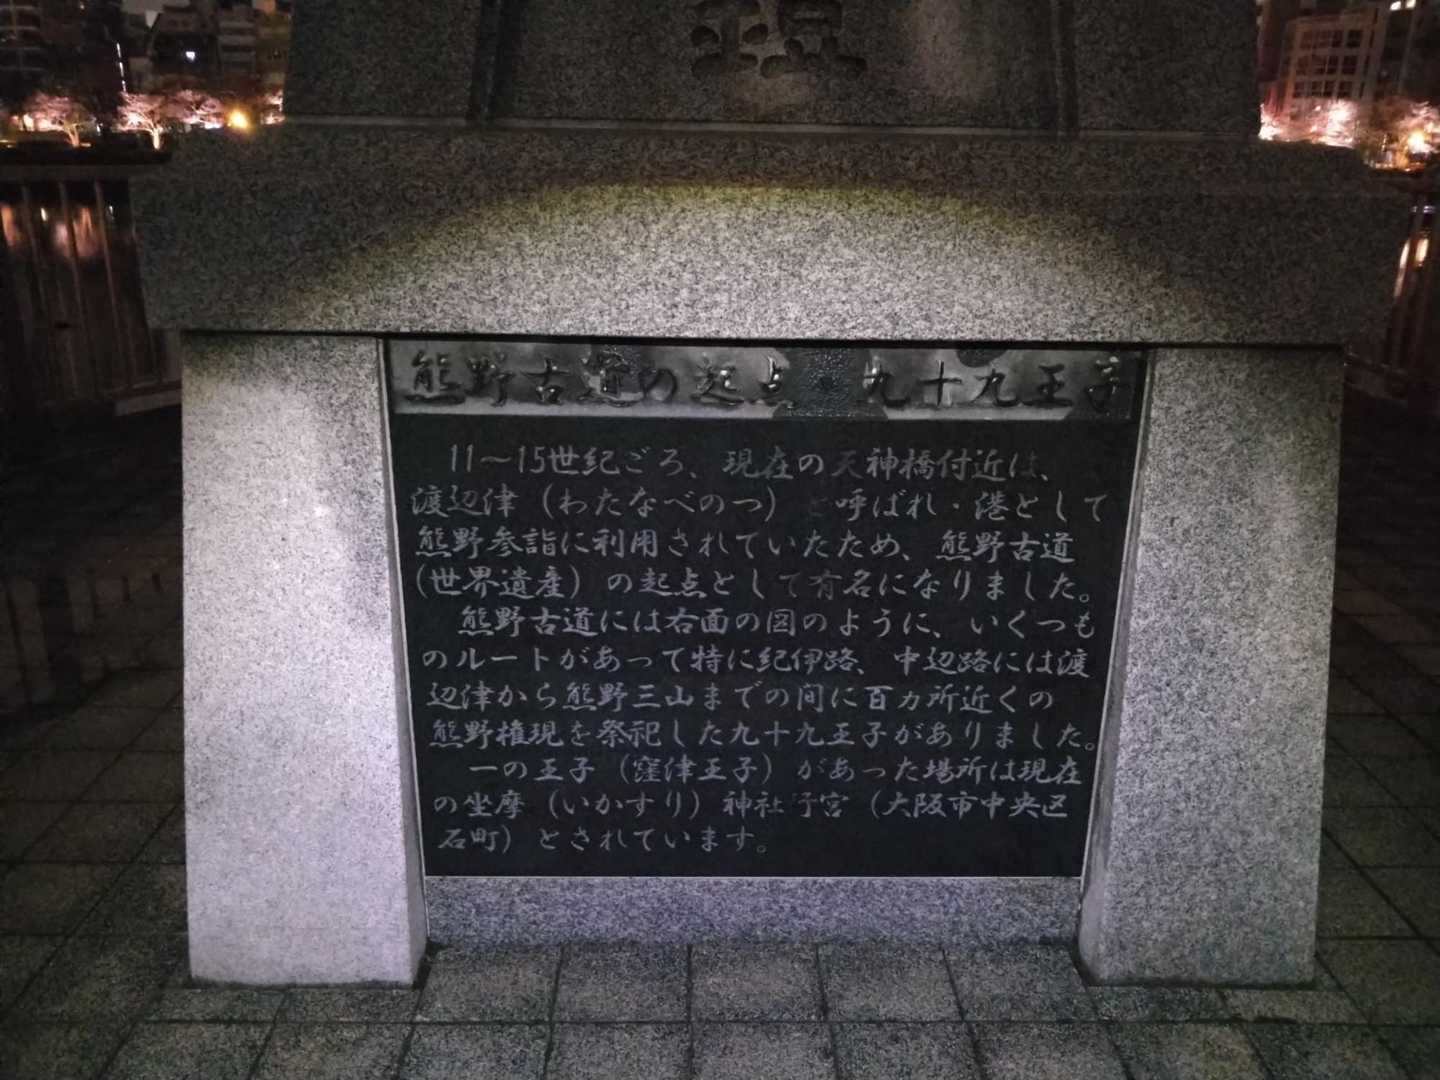 熊野古道の起点 九十九王子
11～15世紀ごろ、現在の天神橋付近は、
渡辺津（わたなべのつ）と呼ばれ・港として
熊野参詣に利用されていたため、熊野古道
（世界遺産）の起点として有名になりました。
熊野古道には右面の図のように、いくつも
のルートがあって特に紀伊路、中辺路には渡
辺津から熊野三山までの間に百カ所近くの
熊野権現を祭祀した九十九王子がありました。
一の王子（窪津王子）があった場所は現在
の坐摩（いかすり）神社行宮（大阪市中央区
石町）とされています。